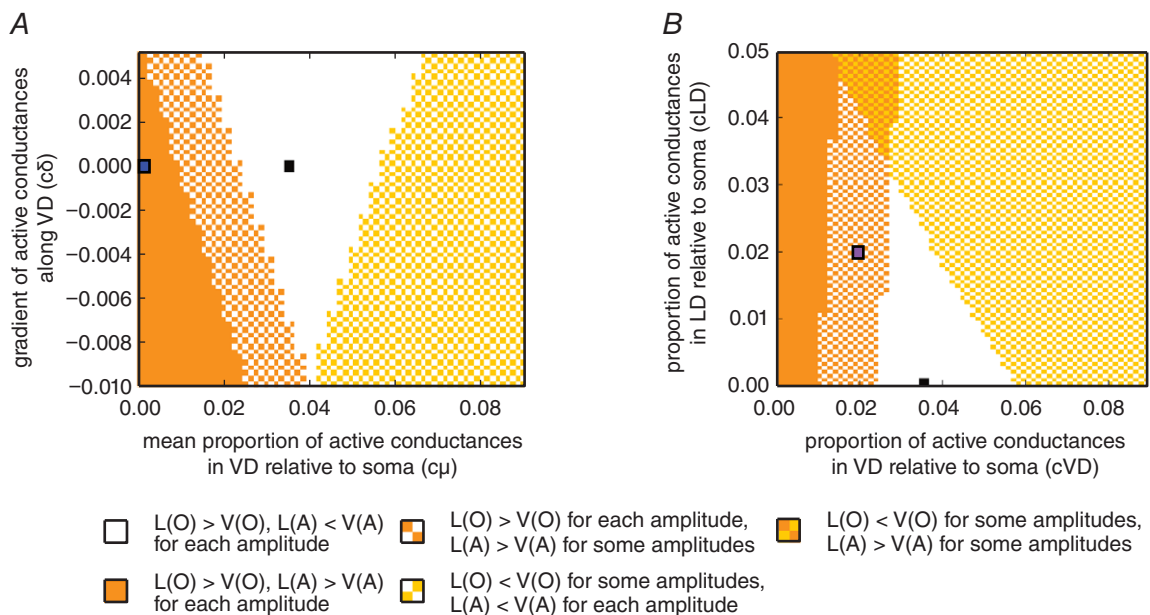 A
0.004
0.002
0.000
−0.002
−0.004
−0.006
−0.008
−0.010
gradient of active conductances
along VD (cδ)
0.00
0.02
0.04
0.06
0.08
mean proportion of active conductances
in VD relative to soma (cμ)
B
0.05
0.04
0.03
0.02
0.01
0.00
proportion of active conductances
in LD relative to soma (cLD)
0.00
0.02
0.04
0.06
0.08
proportion of active conductances
in VD relative to soma (cVD)
L(O) > V(O), L(A) < V(A)
for each amplitude
L(O) > V(O), L(A) > V(A)
for each amplitude
L(O) > V(O) for each amplitude,
L(A) > V(A) for some amplitudes
L(O) < V(O) for some amplitudes,
L(A) < V(A) for each amplitude
L(O) < V(O) for some amplitudes,
L(A) > V(A) for some amplitudes